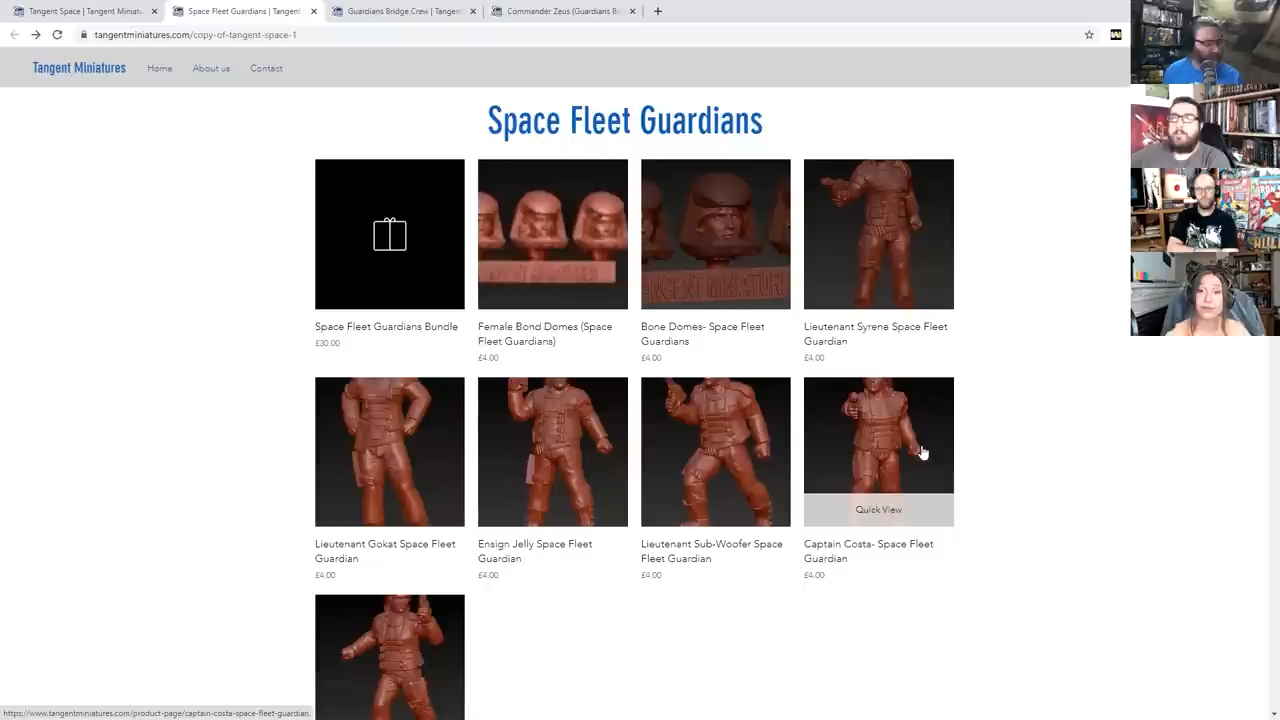 Tangent Space | Tangent Miniatu
Space Fleet Guardians | Tangent
Guardians Bridge Crew | Tangent
Commander Zeus (Guardians B
tangentminiatures.com/copy-of-tangent-space-1
Tangent Miniatures
Home
About us
Contact
Space Fleet Guardians
Space Fleet Guardians Bundle
£30.00
Female Bond Domes (Space
Fleet Guardians)
£4.00
Bone Domes- Space Fleet
Guardians
£4.00
Lieutenant Syrene Space Fleet
Guardian
£4.00
Quick View
Lieutenant Gokat Space Fleet
Guardian
£4.00
Ensign Jelly Space Fleet
Guardian
£4.00
Lieutenant Sub-Woofer Space
Fleet Guardian
£4.00
Captain Costa- Space Fleet
Guardian
£4.00
https://www.tangentminiatures.com/product-page/captain-costa-space-fleet-guardian